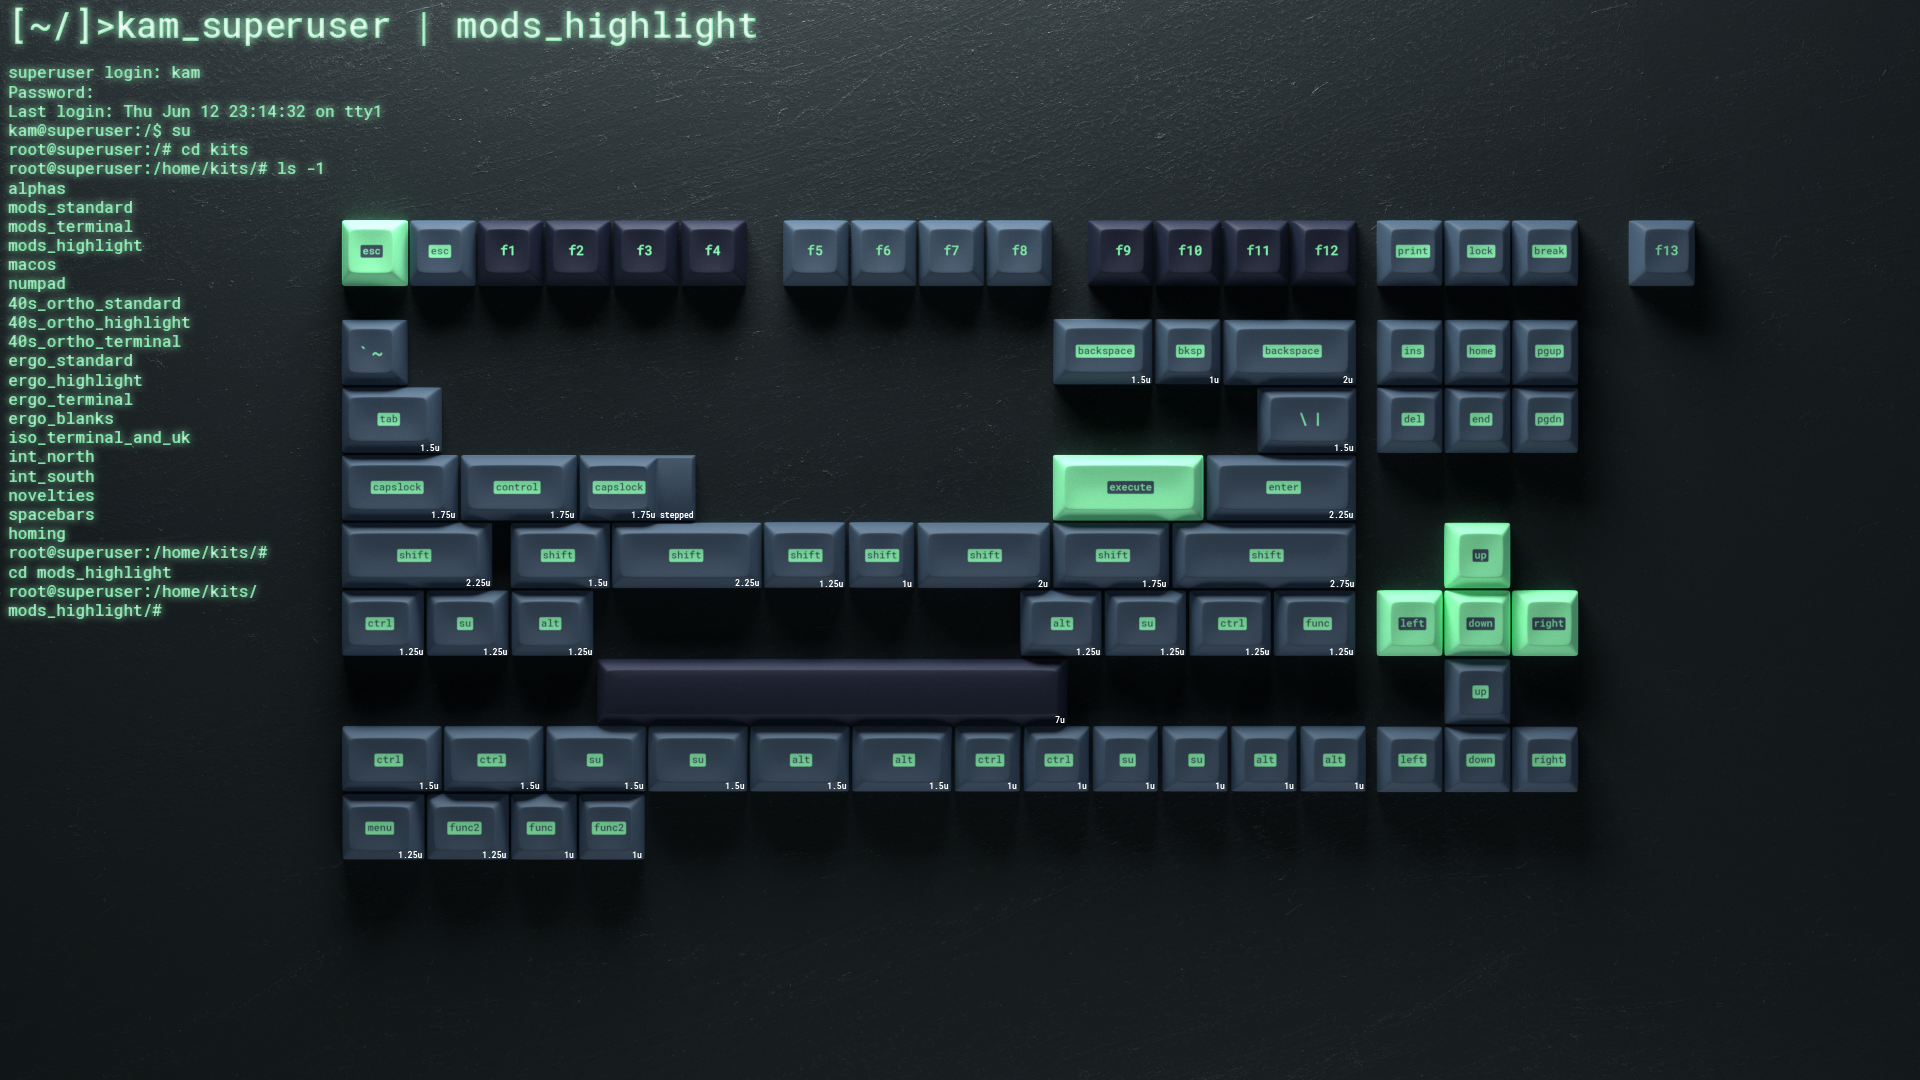 [~/]>kam_superuser | mods_highlight
superuser login: kam
Password:
Last login: Thu Jun 12 23:14:32 on tty1
kam@superuser:/$ su
root@superuser:/# cd kits
root@superuser:/home/kits/# ls -1
alphas
mods_standard
mods_terminal
mods_highlight
macos
numpad
40s_ortho_standard
40s_ortho_highlight
40s_ortho_terminal
ergo_standard
ergo_highlight
ergo_terminal
ergo_blanks
iso_terminal_and_uk
int_north
int_south
novelties
spacebars
homing
root@superuser:/home/kits/#
cd mods_highlight
root@superuser:/home/kits/
mods_highlight/#
esc esc f1 f2 f3 f4 f5 f6 f7 f8 f9 f10 f11 f12 print lock break f13
` ~ backspace bksp backspace ins home pgup
1.5u 1u 2u
tab \ | del end pgdn
1.5u 1.5u
capslock control capslock execute enter
1.75u 1.75u 1.75u stepped 2.25u
shift shift shift shift shift shift shift shift up
2.25u 1.5u 2.25u 1.25u 1u 2u 1.75u 2.75u
ctrl su alt alt su ctrl func left down right
1.25u 1.25u 1.25u 1.25u 1.25u 1.25u 1.25u
up
7u
ctrl ctrl su su alt alt ctrl ctrl su su alt alt left down right
1.5u 1.5u 1.5u 1.5u 1.5u 1.5u 1u 1u 1u 1u 1u 1u
menu func2 func func2
1.25u 1.25u 1u 1u